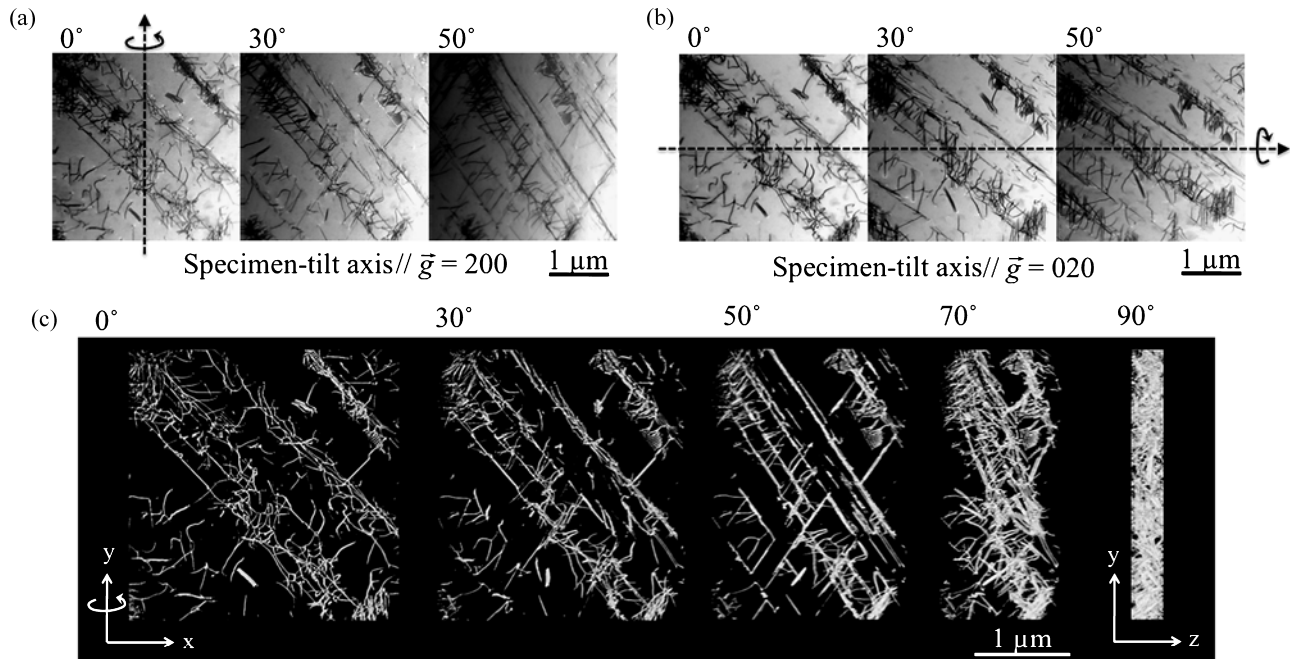 (a)
0˚ 30˚ 50˚
Specimen-tilt axis// g⃗ = 200 1 µm
(b)
0˚ 30˚ 50˚
Specimen-tilt axis// g⃗ = 020 1 µm
(c) 0˚ 30˚ 50˚ 70˚ 90˚
y
x
1 µm
y
z